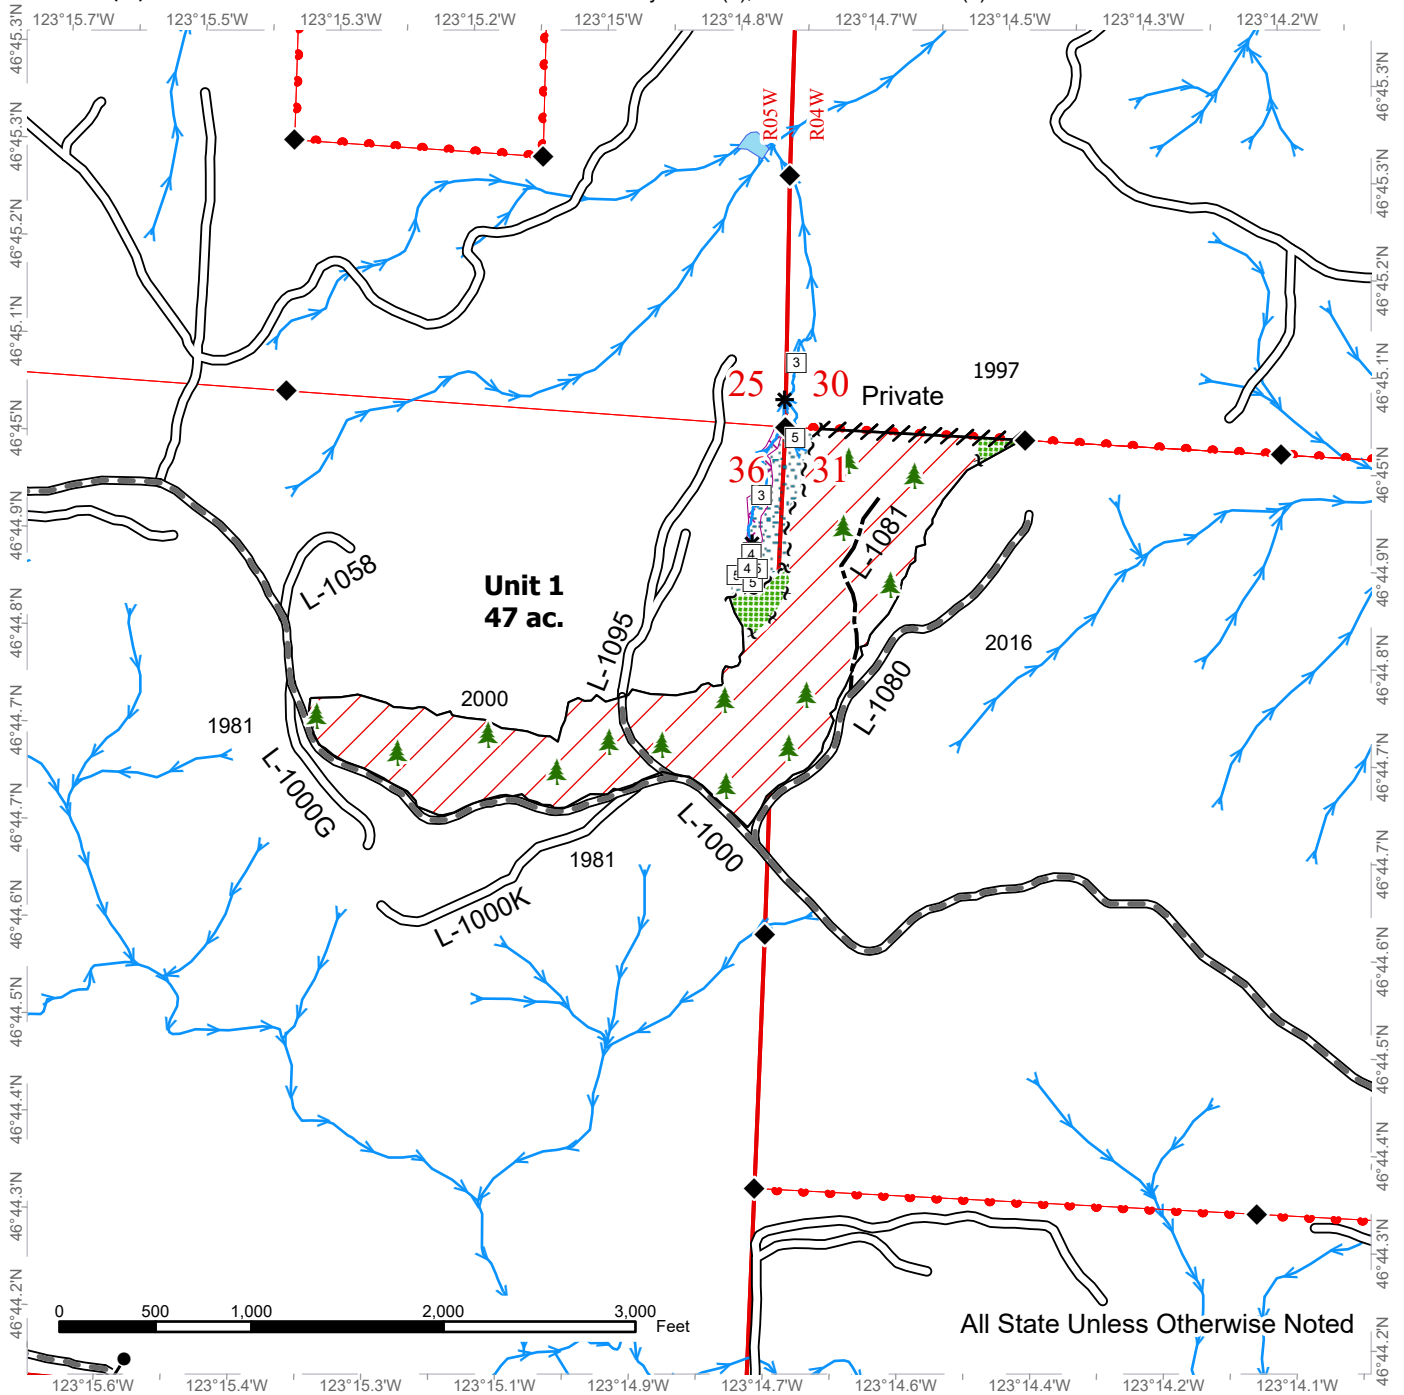 123°15.7'W 123°15.5'W 123°15.3'W 123°15.2'W 123°15'W 123°14.8'W 123°14.7'W 123°14.5'W 123°14.3'W 123°14.2'W
46°45.3'N
46°45.3'N
46°45.2'N
46°45.1'N
46°45'N
46°44.9'N
46°44.8'N
46°44.7'N
46°44.7'N
46°44.6'N
46°44.5'N
46°44.4'N
46°44.3'N
46°44.2'N
R05W R04W
25 30
36 31
Private
1997
3
5
3
4
4
5
Unit 1
47 ac.
L-1058
L-1095
L-1081
L-1080
2016
2000
1981
L-1000G
L-1000
1981
L-1000K
0 500 1,000 2,000 3,000
Feet
All State Unless Otherwise Noted
46°45.3'N
46°45.3'N
46°45.3'N
46°45.2'N
46°45.1'N
46°45'N
46°44.9'N
46°44.8'N
46°44.7'N
46°44.7'N
46°44.6'N
46°44.5'N
46°44.4'N
46°44.3'N
46°44.2'N
123°15.6'W 123°15.4'W 123°15.3'W 123°15.1'W 123°14.9'W 123°14.7'W 123°14.6'W 123°14.4'W 123°14.2'W 123°14.1'W